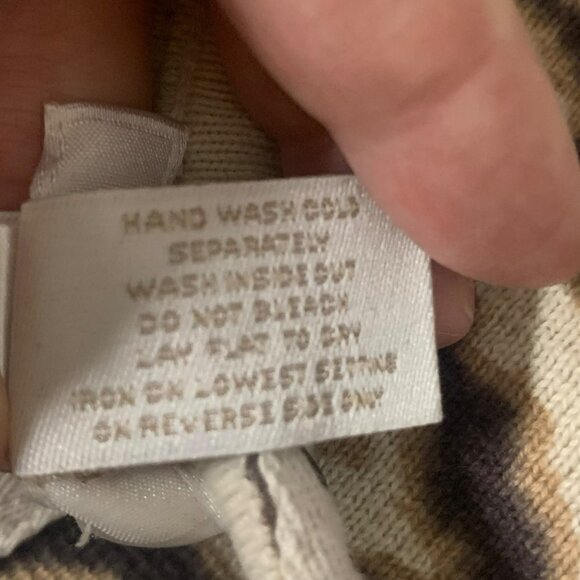 HAND WASH COLD
SEPARATELY
WASH INSIDE OUT
DO NOT BLEACH
LAY FLAT TO DRY
IRON ON LOWEST SETTING
ON REVERSE SIDE ONLY